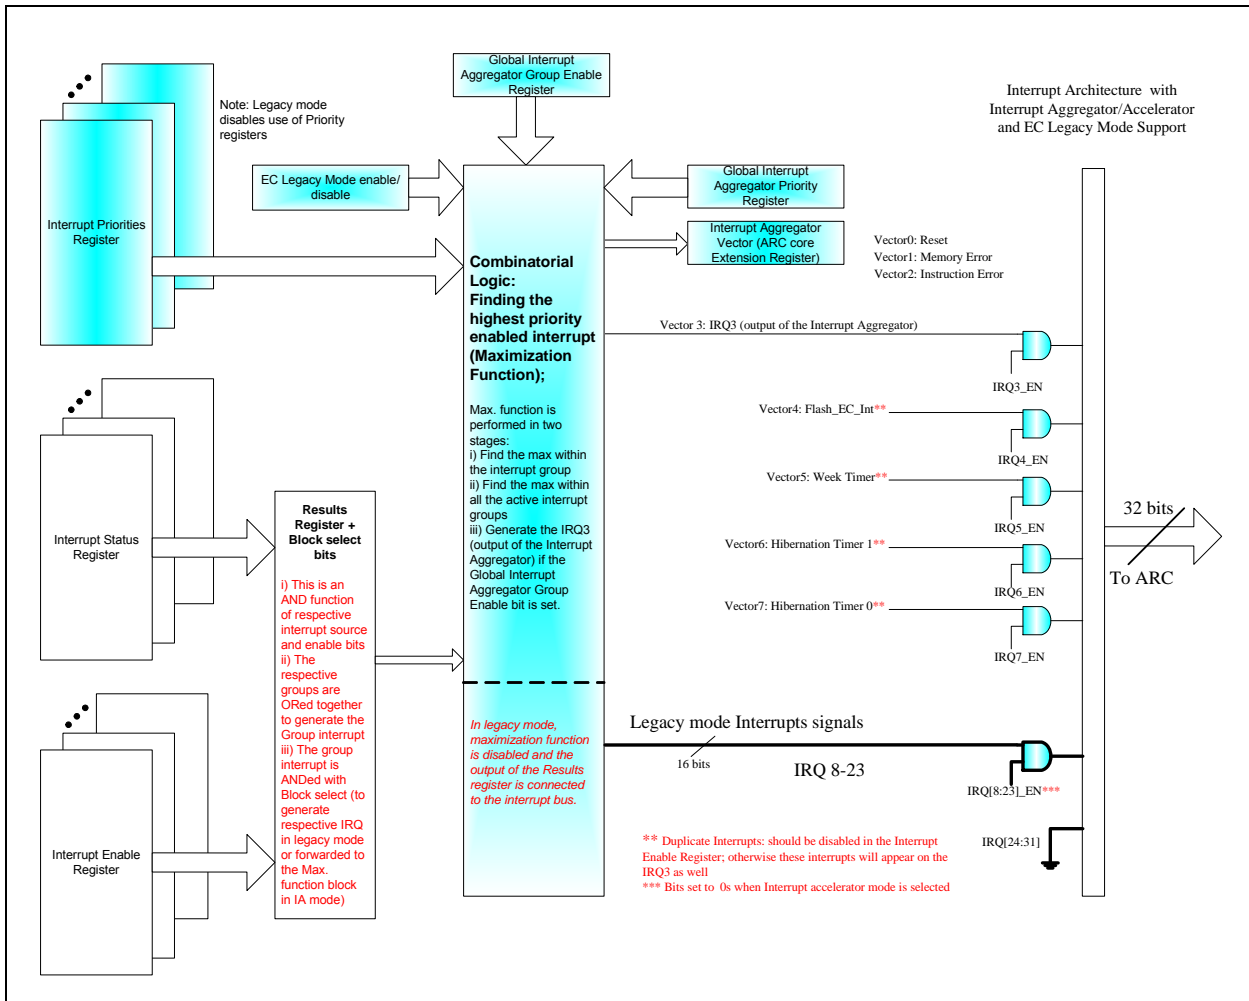 Global Interrupt
Aggregator Group Enable
Register
Note: Legacy mode
disables use of Priority
registers
Interrupt Architecture with
Interrupt Aggregator/Accelerator
and EC Legacy Mode Support
EC Legacy Mode enable/
disable
Global Interrupt
Aggregator Priority
Register
Interrupt Priorities
Register
Interrupt Aggregator
Vector (ARC core
Extension Register)
Vector0: Reset
Vector1: Memory Error
Vector2: Instruction Error
Combinatorial
Logic:
Finding the
highest priority
enabled interrupt
(Maximization
Function);
Max. function is
performed in two
stages:
i) Find the max within
the interrupt group
ii) Find the max within
all the active interrupt
groups
iii) Generate the IRQ3
(output of the Interrupt
Aggregator) if the
Global Interrupt
Aggregator Group
Enable bit is set.
In legacy mode,
maximization function
is disabled and the
output of the Results
register is connected
to the interrupt bus.
Vector 3: IRQ3 (output of the Interrupt Aggregator)
IRQ3_EN
Vector4: Flash_EC_Int**
IRQ4_EN
Vector5: Week Timer**
IRQ5_EN
Vector6: Hibernation Timer 1**
IRQ6_EN
Vector7: Hibernation Timer 0**
IRQ7_EN
32 bits
To ARC
Interrupt Status
Register
Results
Register +
Block select
bits
i) This is an
AND function
of respective
interrupt source
and enable bits
ii) The
respective
groups are
ORed together
to generate the
Group interrupt
iii) The group
interrupt is
ANDed with
Block select (to
generate
respective IRQ
in legacy mode
or forwarded to
the Max.
function block
in IA mode)
Interrupt Enable
Register
Legacy mode Interrupts signals
16 bits
IRQ 8-23
IRQ[8:23]_EN***
IRQ[24:31]
** Duplicate Interrupts: should be disabled in the Interrupt
Enable Register; otherwise these interrupts will appear on the
IRQ3 as well
*** Bits set to 0s when Interrupt accelerator mode is selected